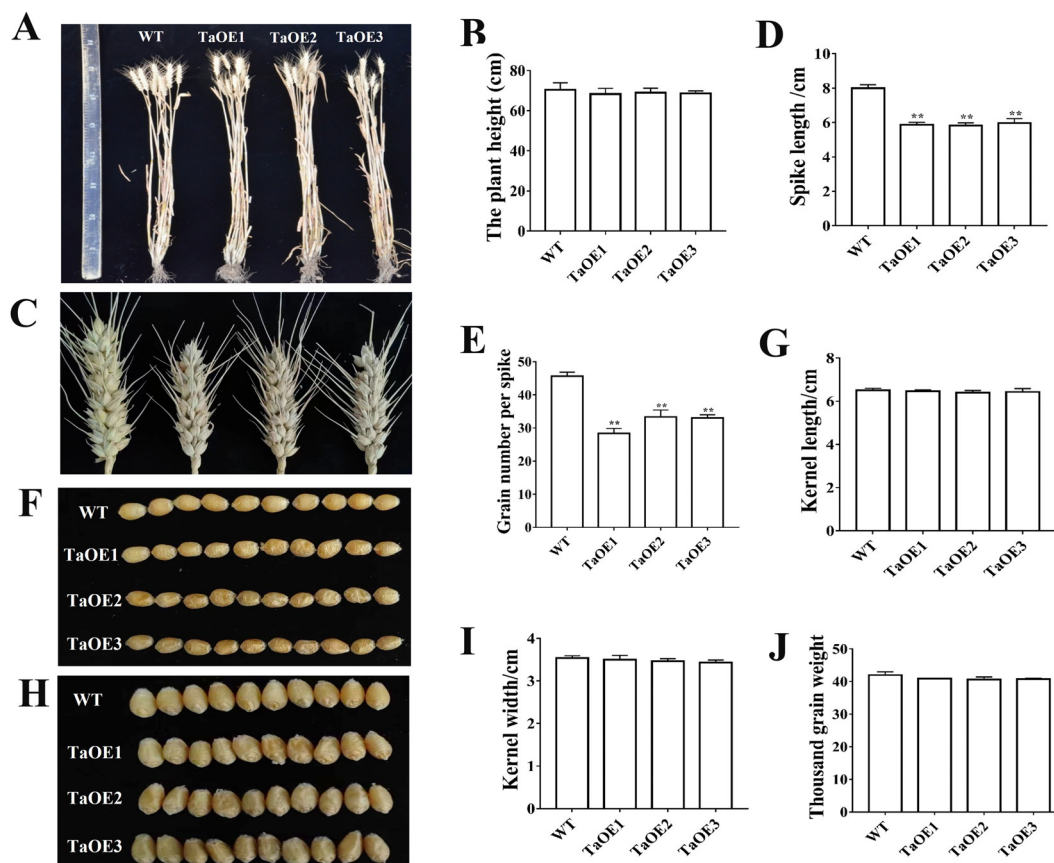 A
WT TaOE1 TaOE2 TaOE3
B
The plant height (cm)
80
60
40
20
0
WT TaOE1 TaOE2 TaOE3
D
Spike length /cm
8
6
4
2
0
** ** **
WT TaOE1 TaOE2 TaOE3
C
E
Grain number per spike
50
40
30
20
10
0
** ** **
WT TaOE1 TaOE2 TaOE3
G
Kernel length/cm
8
6
4
2
0
WT TaOE1 TaOE2 TaOE3
F
WT
TaOE1
TaOE2
TaOE3
H
WT
TaOE1
TaOE2
TaOE3
I
Kernel width/cm
4
3
2
1
0
WT TaOE1 TaOE2 TaOE3
J
Thousand grain weight
50
40
30
20
10
0
WT TaOE1 TaOE2 TaOE3